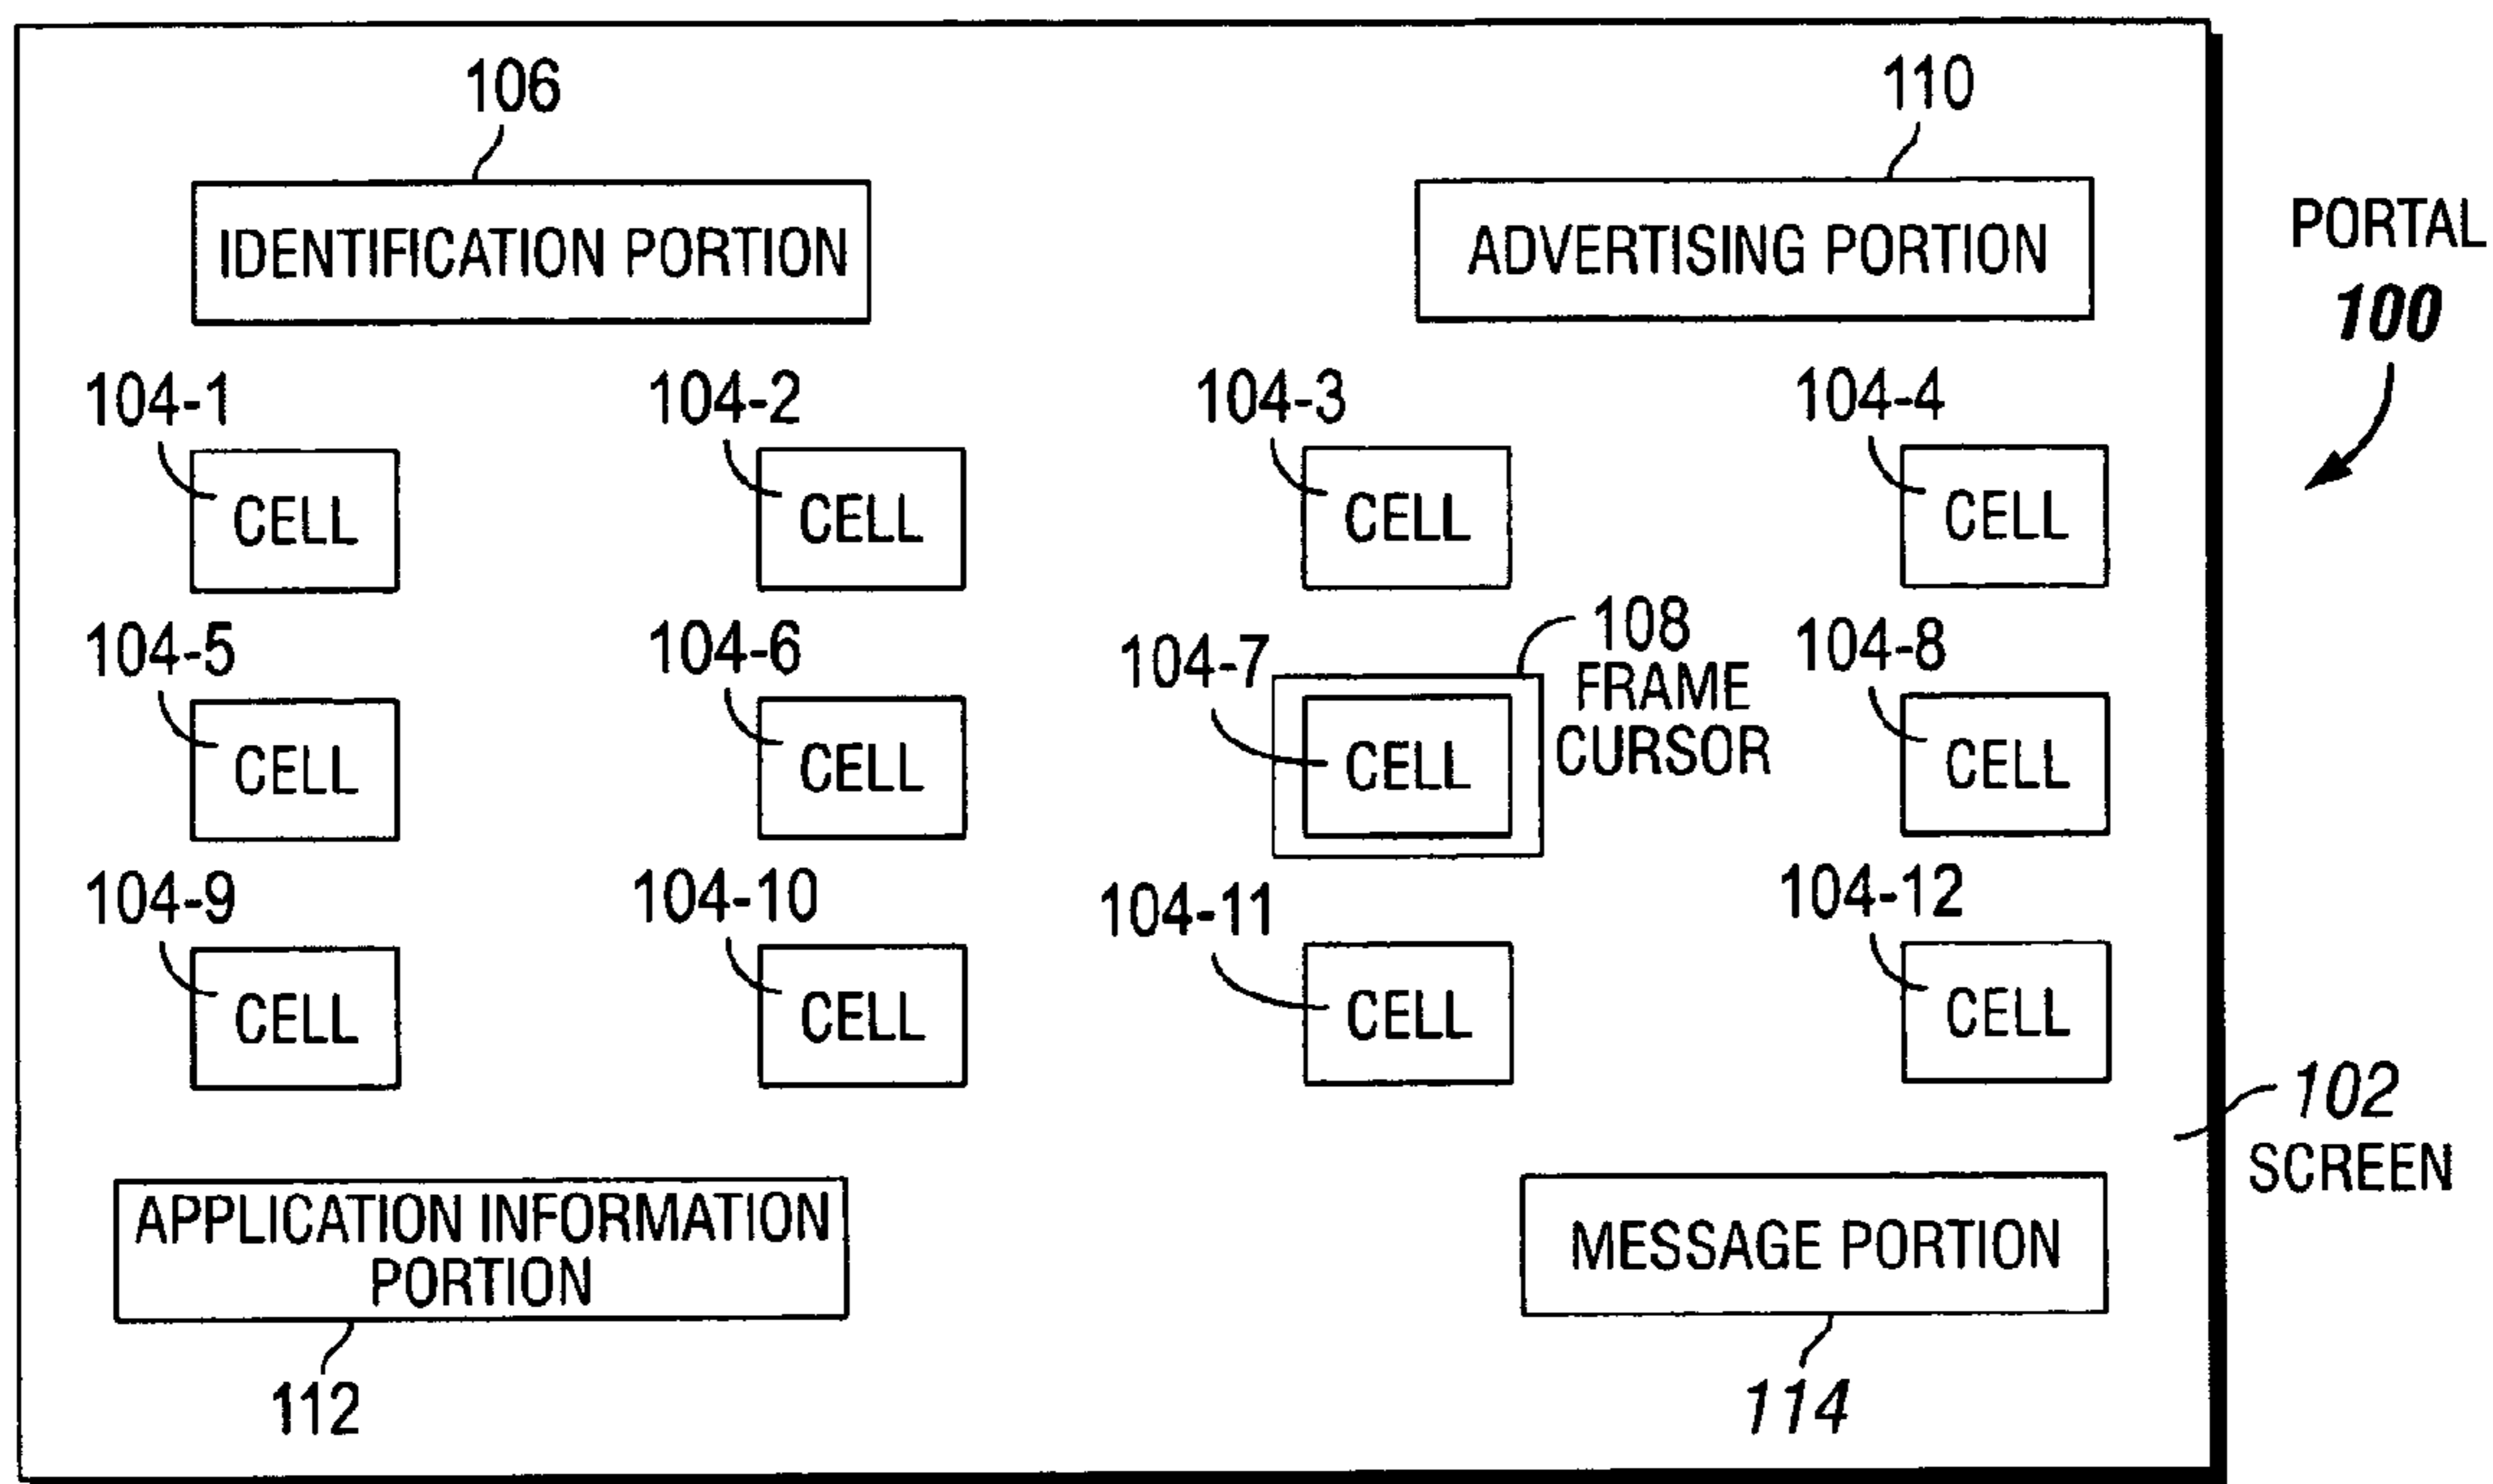 106
110
IDENTIFICATION PORTION
ADVERTISING PORTION
PORTAL
100
104-1
104-2
104-3
104-4
CELL
CELL
CELL
CELL
104-5
104-6
104-7
108
FRAME
CURSOR
104-8
CELL
CELL
CELL
CELL
104-9
104-10
104-11
104-12
CELL
CELL
CELL
CELL
102
SCREEN
APPLICATION INFORMATION
PORTION
MESSAGE PORTION
112
114